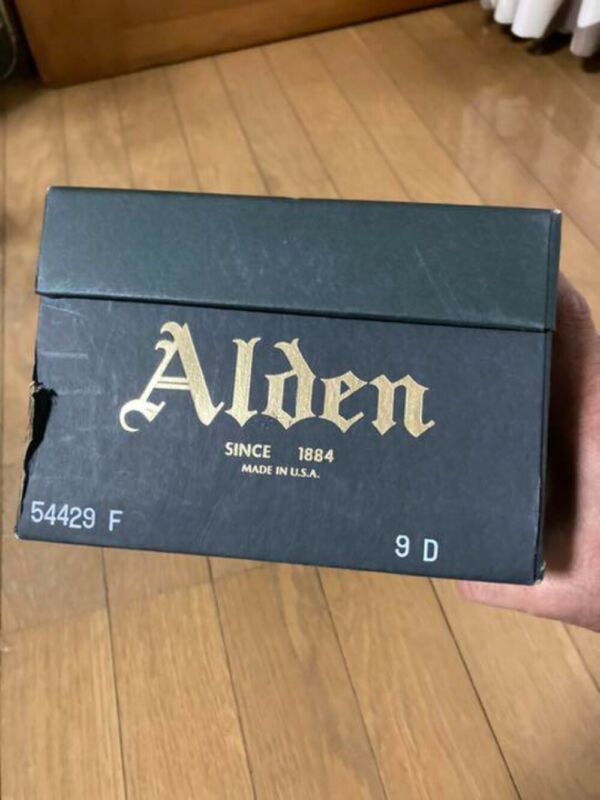 Alden
SINCE 1884
MADE IN U.S.A.
54429 F
9 D